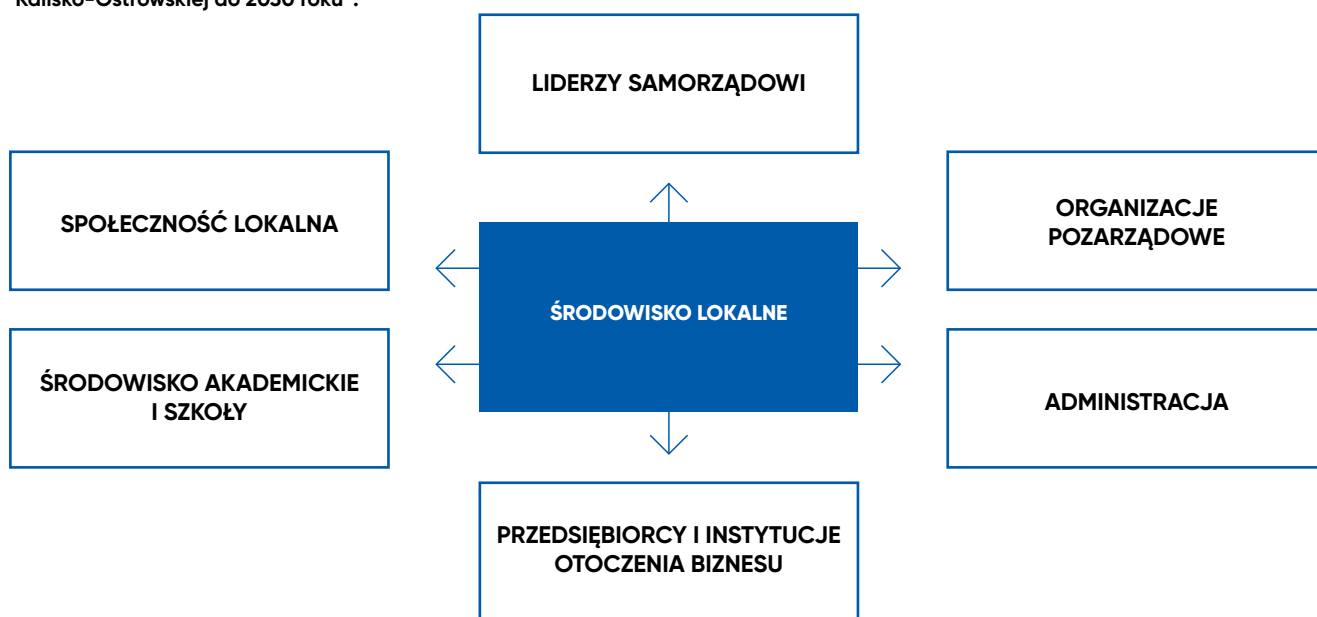 Kalisko-Ostrowskiej do 2030 roku".
LIDERZY SAMORZĄDOWI
SPOŁECZNOŚĆ LOKALNA
ORGANIZACJE
POZARZĄDOWE
ŚRODOWISKO LOKALNE
ŚRODOWISKO AKADEMICKIE
I SZKOŁY
ADMINISTRACJA
PRZEDSIĘBIORCY I INSTYTUCJE
OTOCZENIA BIZNESU